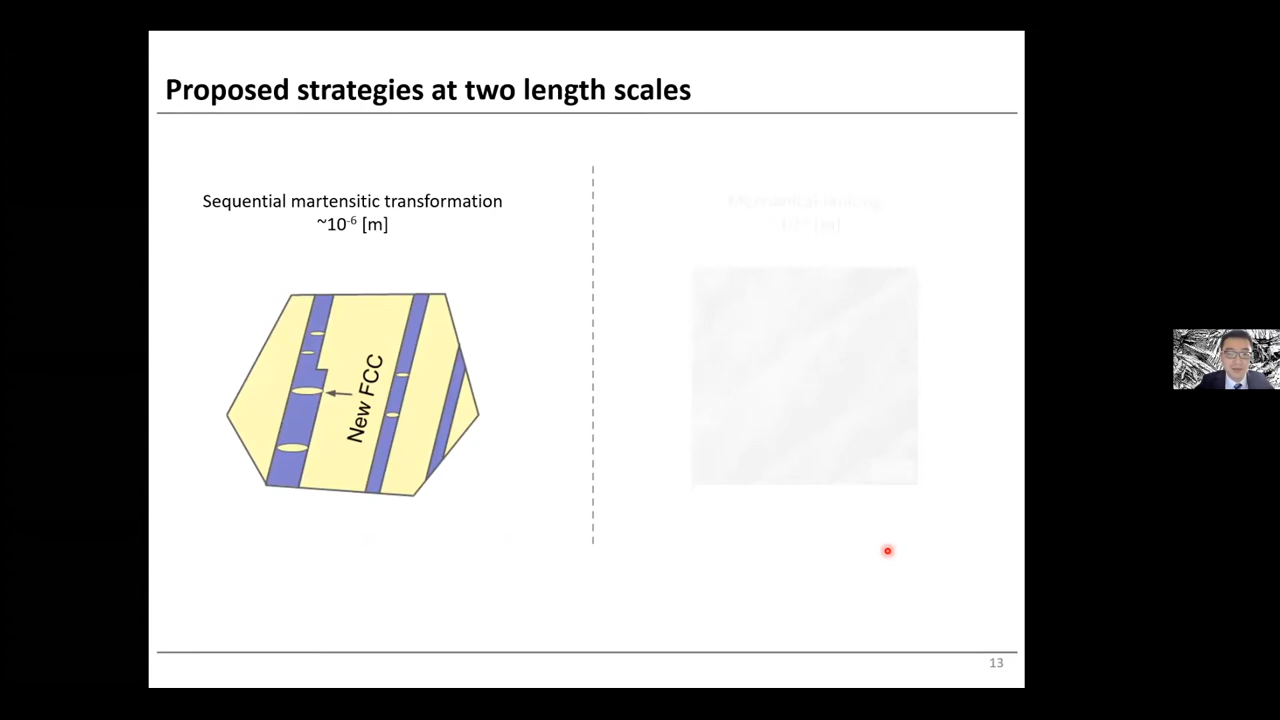 Proposed strategies at two length scales
Sequential martensitic transformation
~10⁻⁶ [m]
New FCC
13